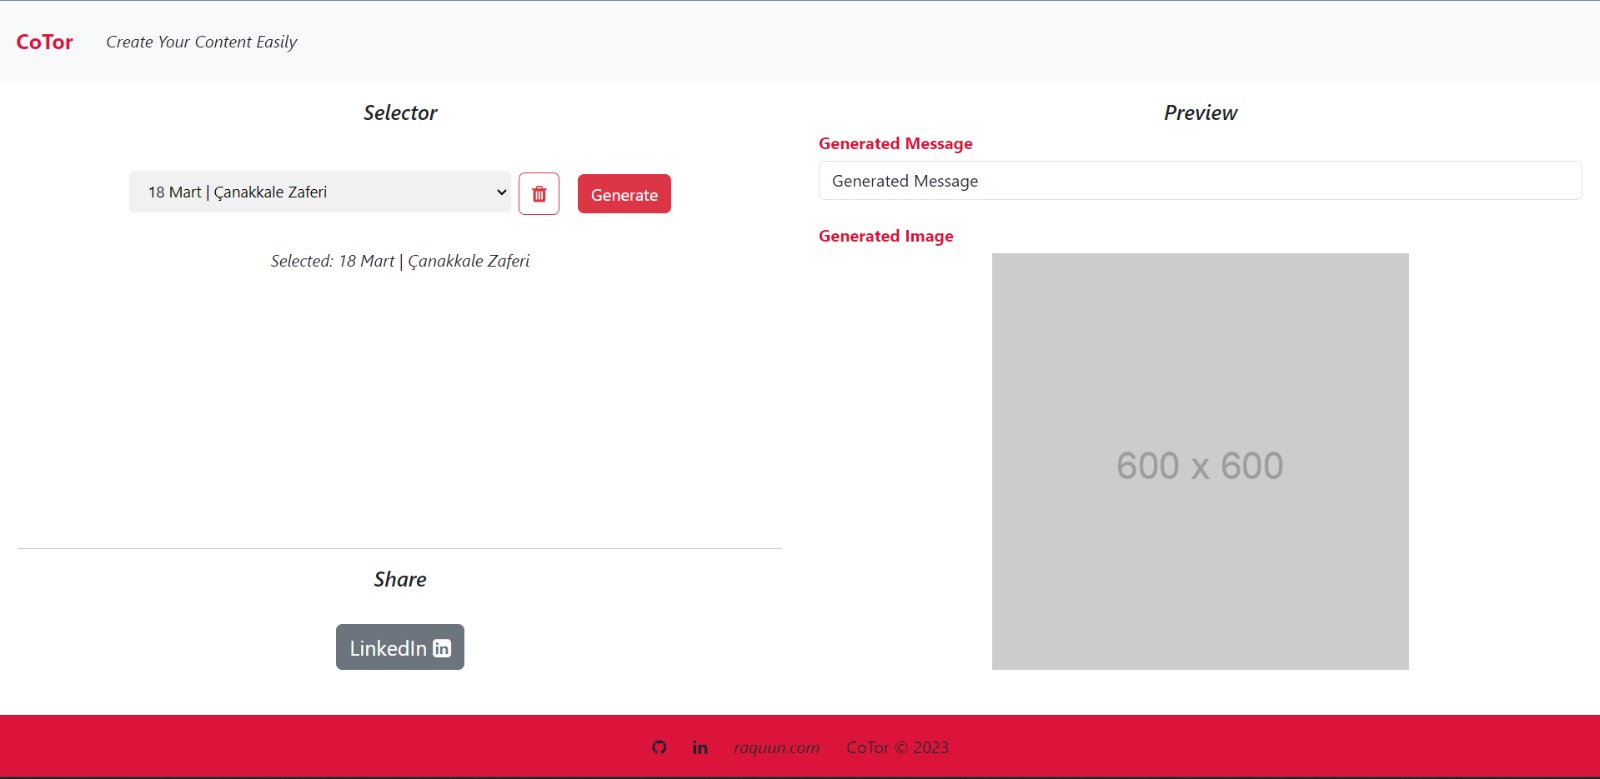 CoTor Create Your Content Easily
Selector
18 Mart | Çanakkale Zaferi
Generate
Selected: 18 Mart | Çanakkale Zaferi
Share
LinkedIn in
Preview
Generated Message
Generated Message
Generated Image
600 x 600
in raquun.com CoTor © 2023